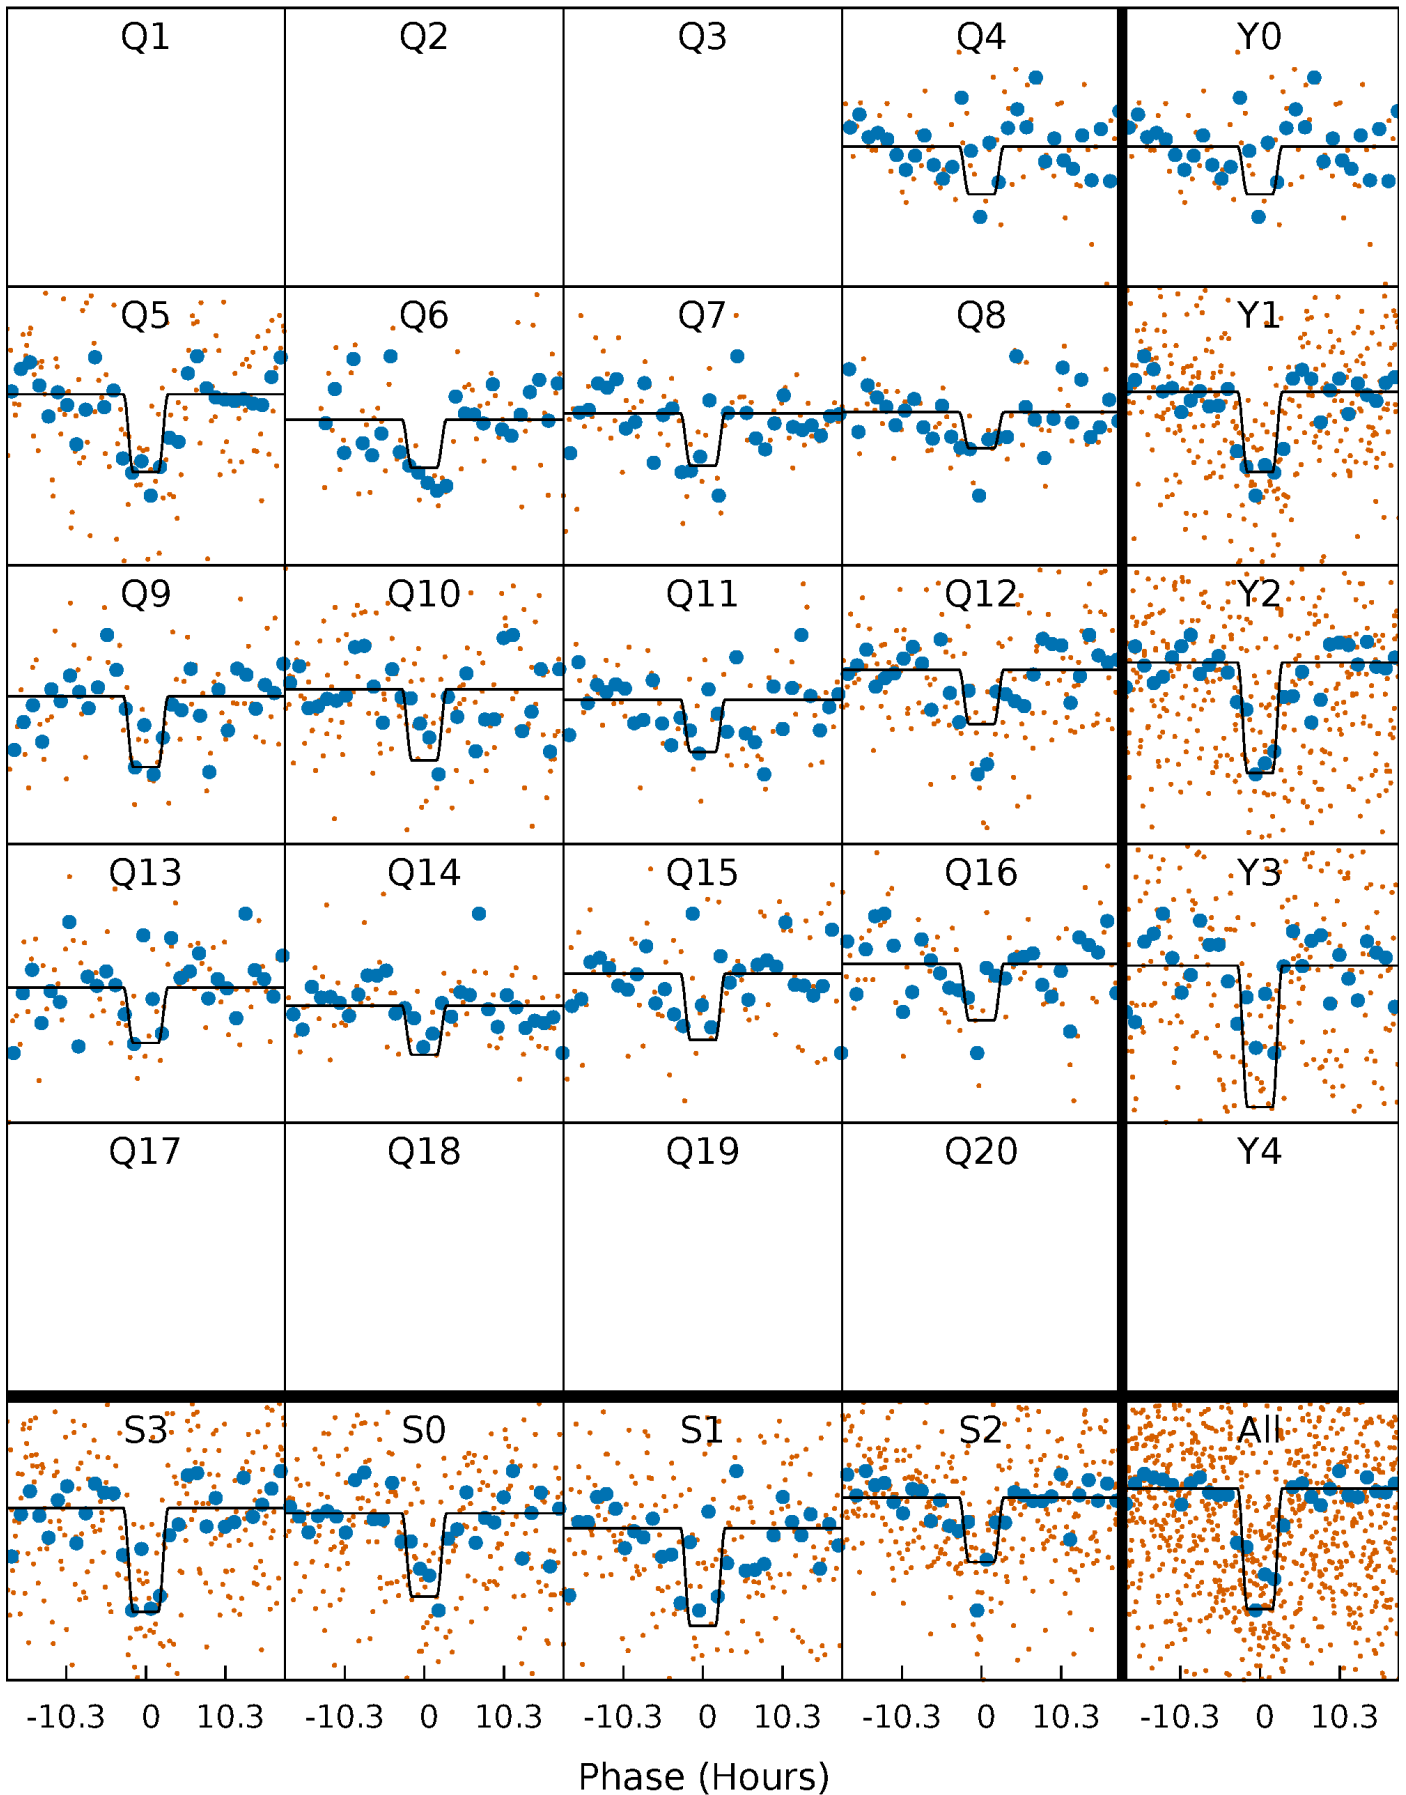 Q1 Q2 Q3 Q4 Y0
Q5 Q6 Q7 Q8 Y1
Q9 Q10 Q11 Q12 Y2
Q13 Q14 Q15 Q16 Y3
Q17 Q18 Q19 Q20 Y4
S3 S0 S1 S2 All
-10.3 0 10.3 -10.3 0 10.3 -10.3 0 10.3 -10.3 0 10.3 -10.3 0 10.3
Phase (Hours)